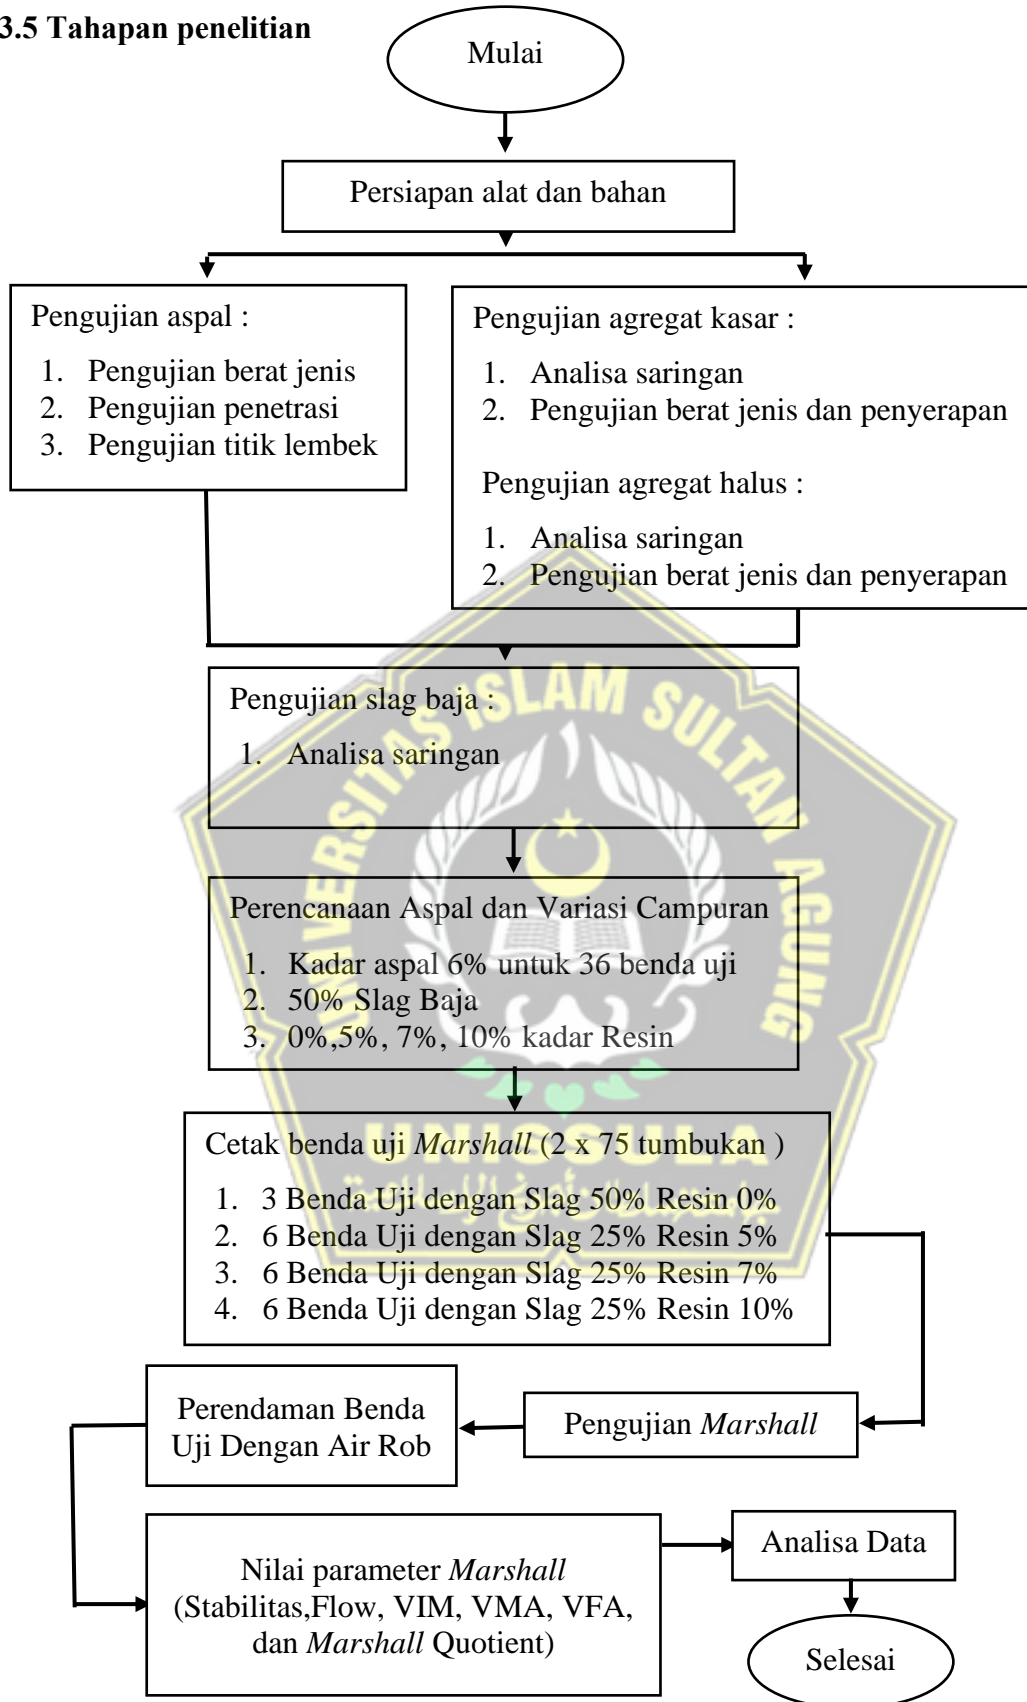 3.5 Tahapan penelitian
Mulai
Persiapan alat dan bahan
Pengujian aspal :
1. Pengujian berat jenis
2. Pengujian penetrasi
3. Pengujian titik lembek
Pengujian agregat kasar :
1. Analisa saringan
2. Pengujian berat jenis dan penyerapan
Pengujian agregat halus :
1. Analisa saringan
2. Pengujian berat jenis dan penyerapan
Pengujian slag baja :
1. Analisa saringan
Perencanaan Aspal dan Variasi Campuran
1. Kadar aspal 6% untuk 36 benda uji
2. 50% Slag Baja
3. 0%,5%, 7%, 10% kadar Resin
Cetak benda uji Marshall (2 x 75 tumbukan )
1. 3 Benda Uji dengan Slag 50% Resin 0%
2. 6 Benda Uji dengan Slag 25% Resin 5%
3. 6 Benda Uji dengan Slag 25% Resin 7%
4. 6 Benda Uji dengan Slag 25% Resin 10%
Pengujian Marshall
Perendaman Benda
Uji Dengan Air Rob
Nilai parameter Marshall
(Stabilitas,Flow, VIM, VMA, VFA,
dan Marshall Quotient)
Analisa Data
Selesai
UNIVERSITAS ISLAM SULTAN AGUNG
UNISSULA